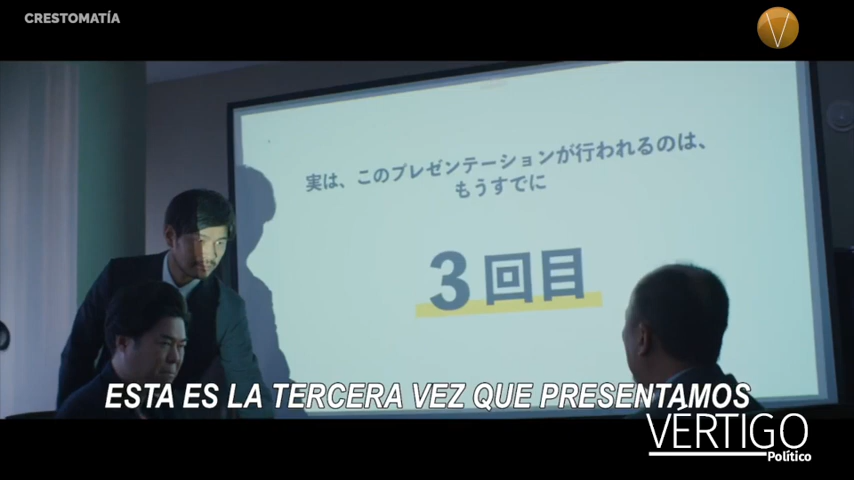 CRESTOMATÍA
V
実は、このプレゼンテーションが行われるのは、
もうすでに
3回目
ESTA ES LA TERCERA VEZ QUE PRESENTAMOS
VÉRTIGO
Político